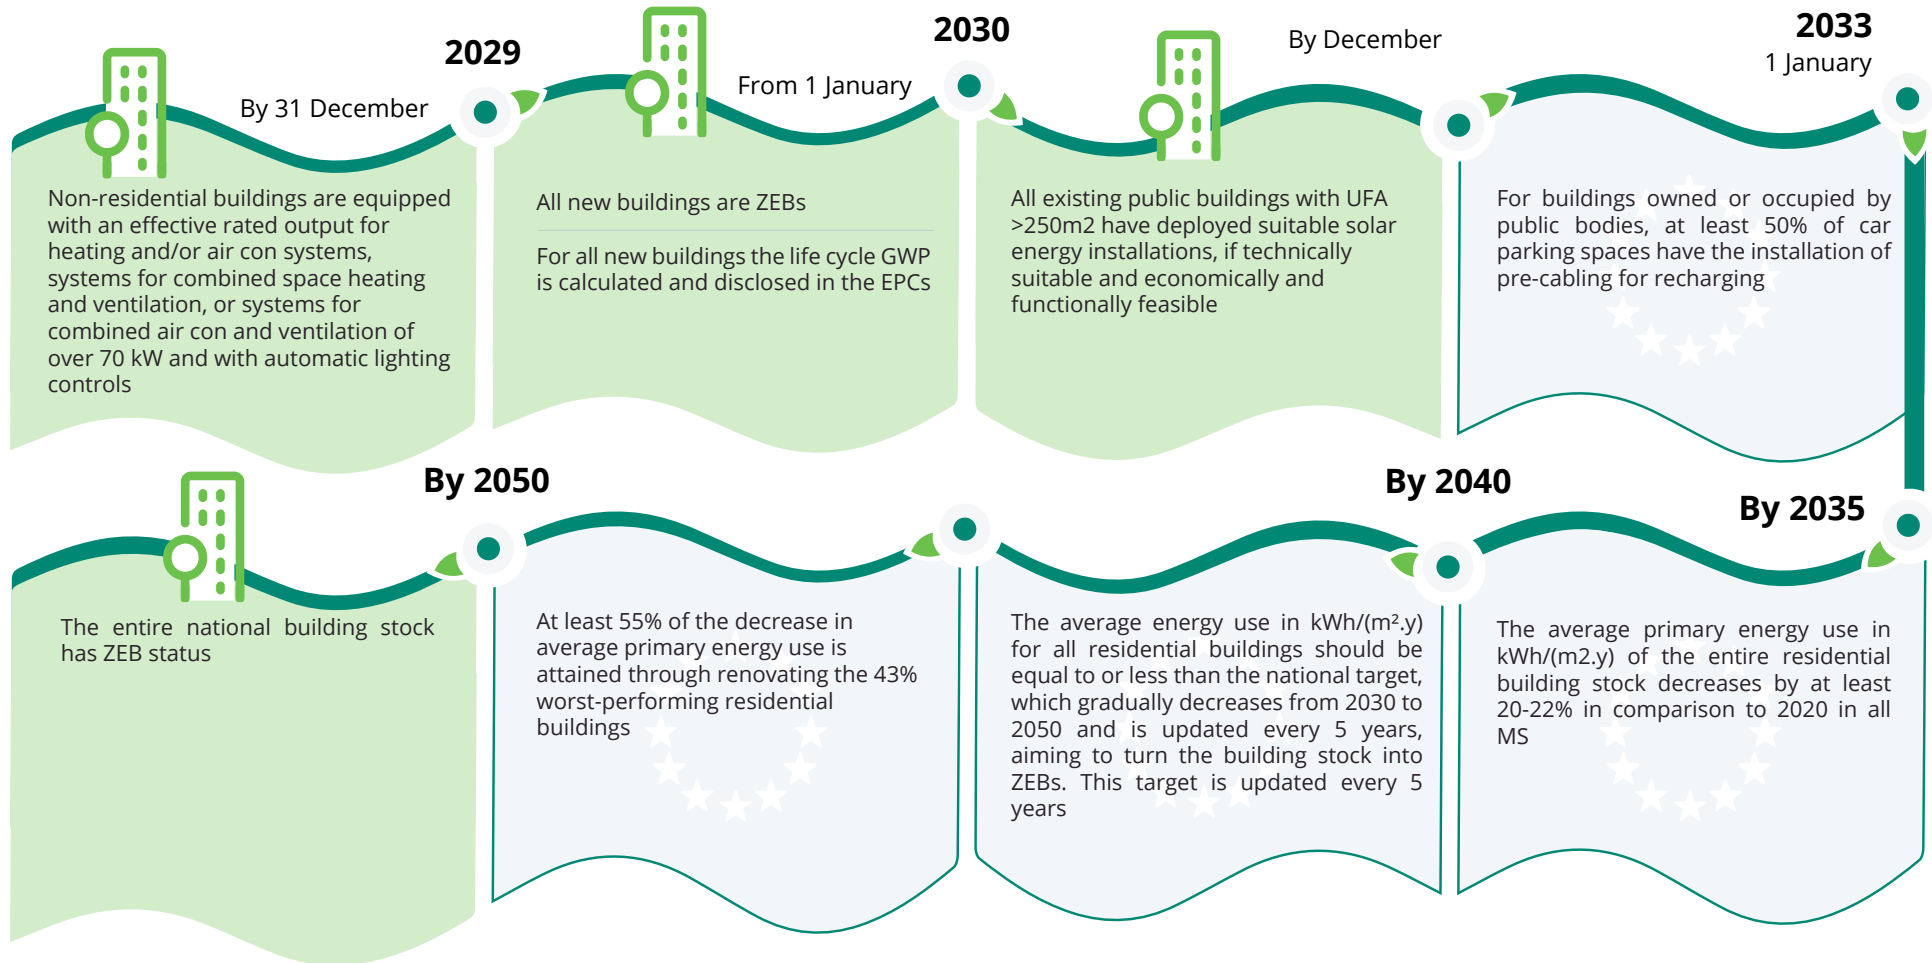 2029
By 31 December
Non-residential buildings are equipped
with an effective rated output for
heating and/or air con systems,
systems for combined space heating
and ventilation, or systems for
combined air con and ventilation of
over 70 kW and with automatic lighting
controls
2030
From 1 January
All new buildings are ZEBs
For all new buildings the life cycle GWP
is calculated and disclosed in the EPCs
By December
All existing public buildings with UFA
>250m2 have deployed suitable solar
energy installations, if technically
suitable and economically and
functionally feasible
2033
1 January
For buildings owned or occupied by
public bodies, at least 50% of car
parking spaces have the installation of
pre-cabling for recharging
By 2035
The average primary energy use in
kWh/(m2.y) of the entire residential
building stock decreases by at least
20-22% in comparison to 2020 in all
MS
By 2040
The average energy use in kWh/(m².y)
for all residential buildings should be
equal to or less than the national target,
which gradually decreases from 2030 to
2050 and is updated every 5 years,
aiming to turn the building stock into
ZEBs. This target is updated every 5
years
At least 55% of the decrease in
average primary energy use is
attained through renovating the 43%
worst-performing residential
buildings
By 2050
The entire national building stock
has ZEB status